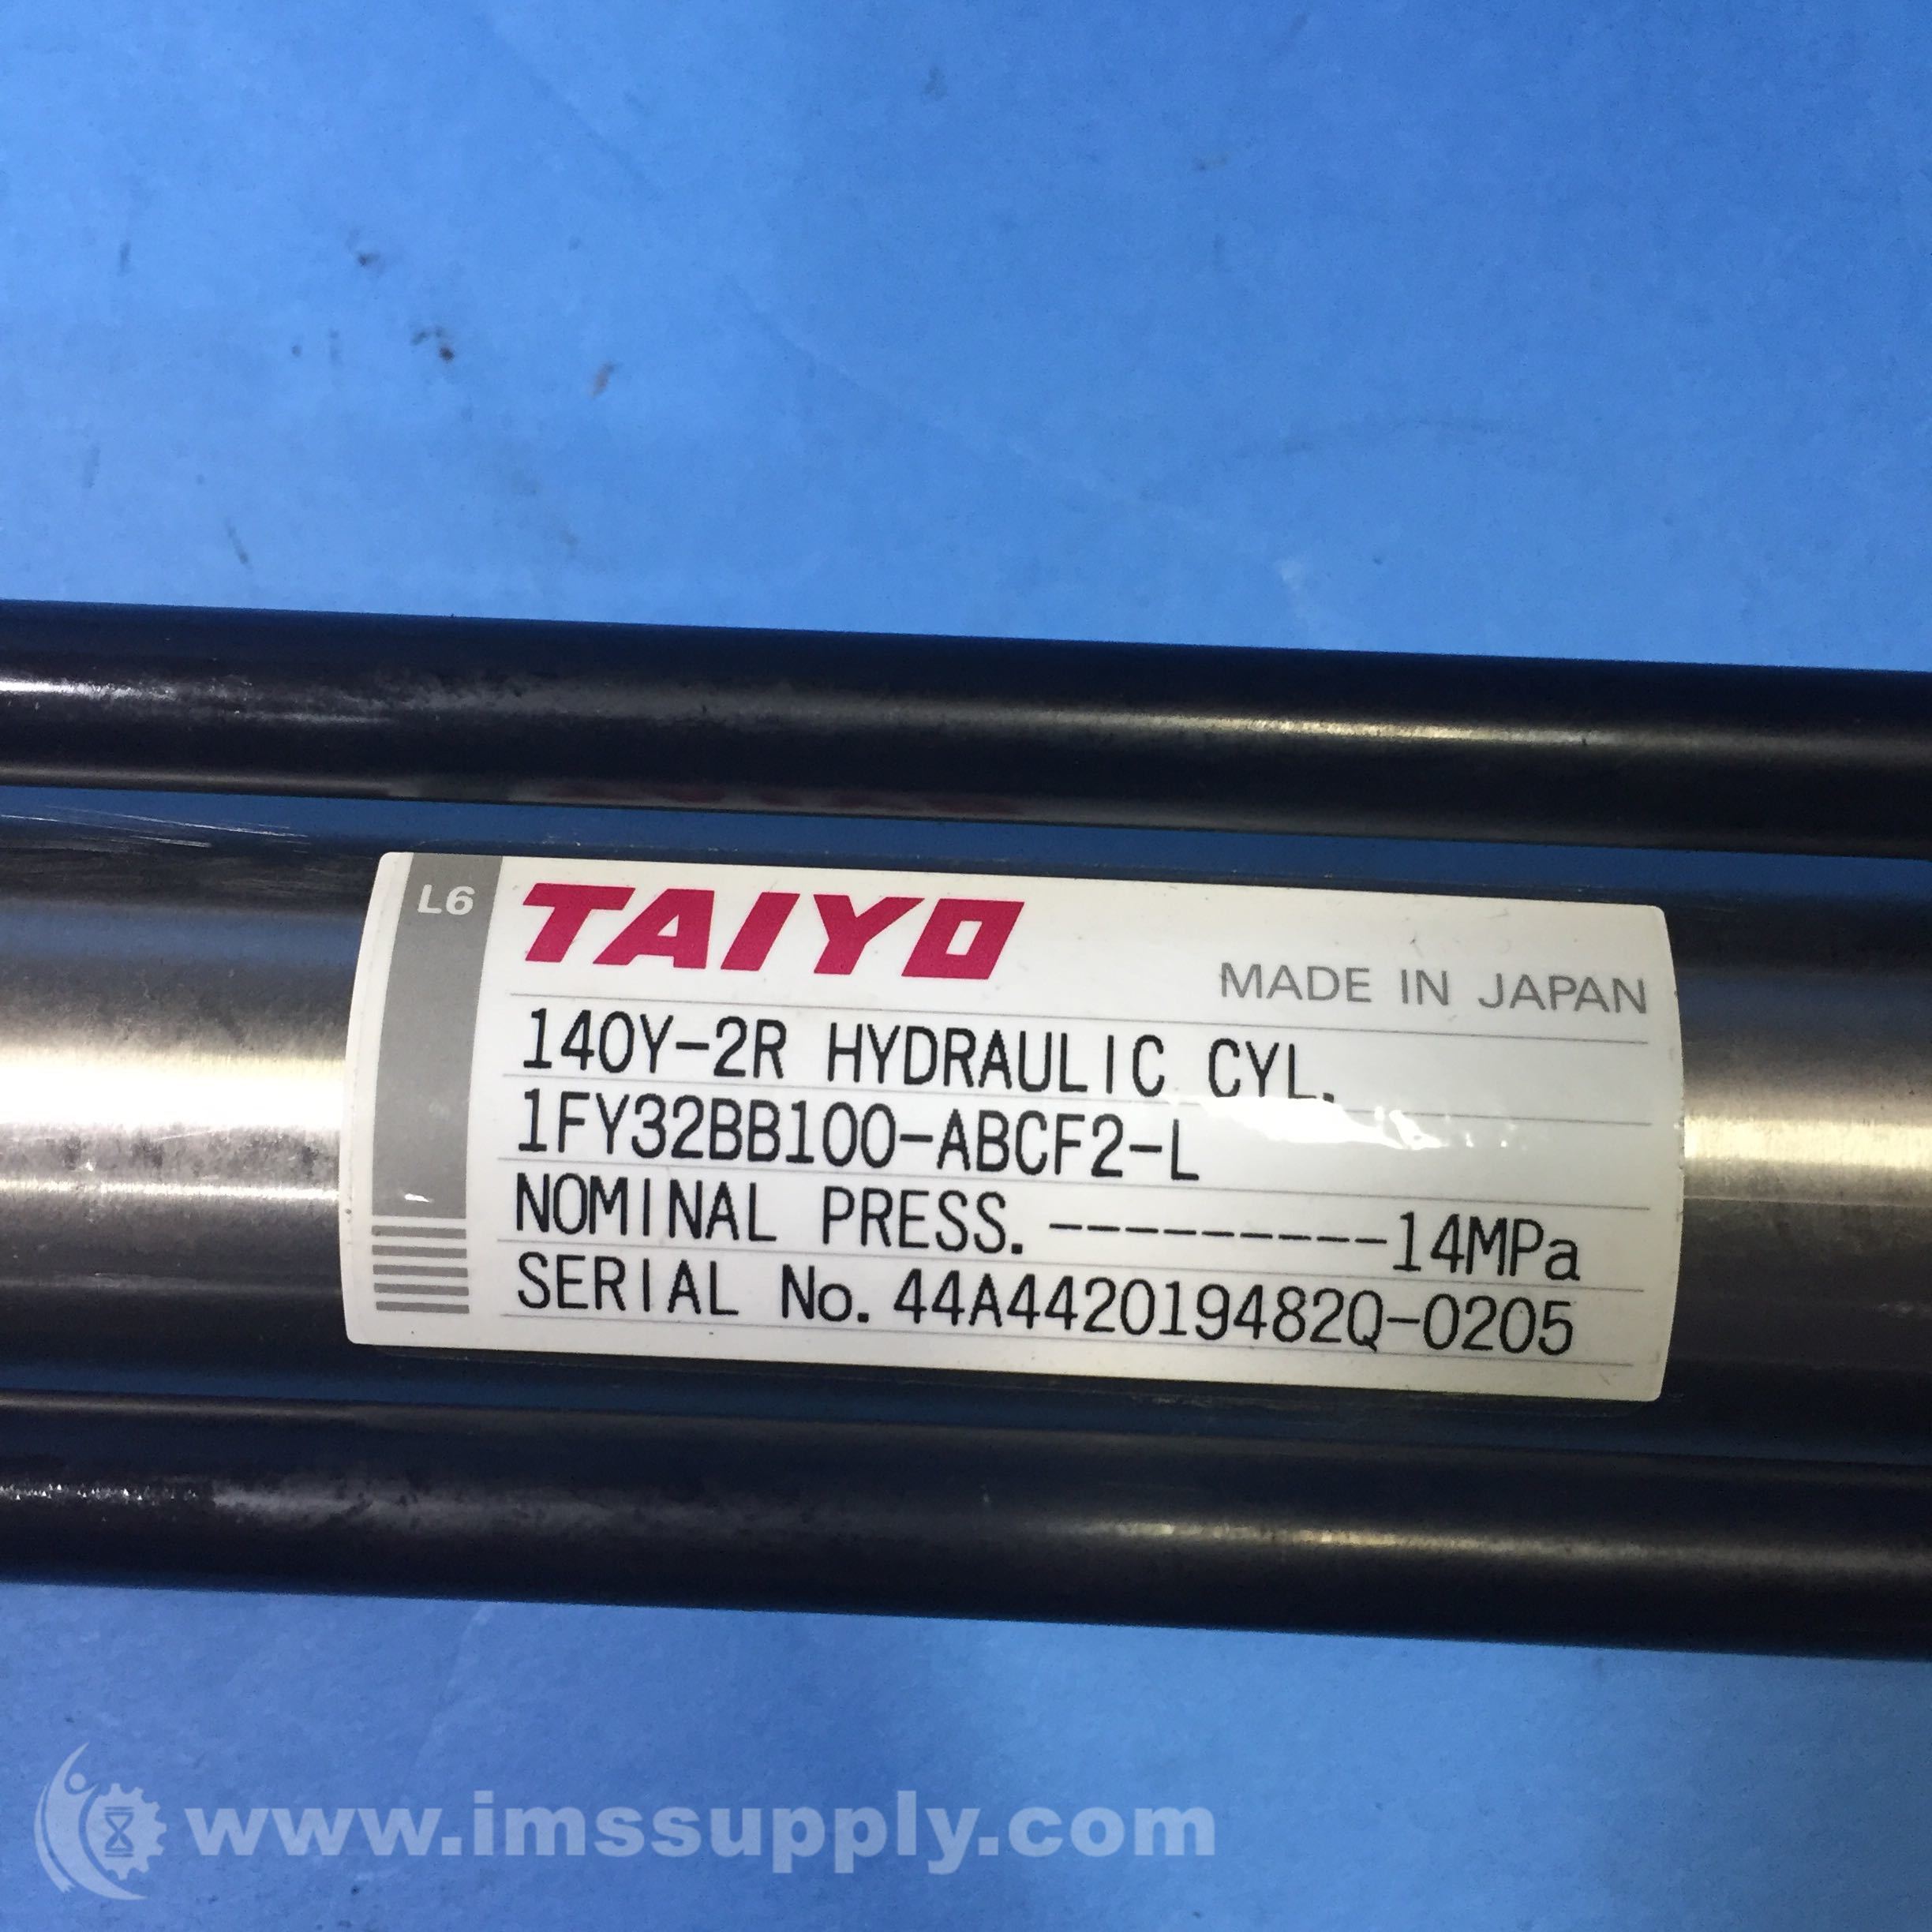 L6
TAIYO
MADE IN JAPAN
140Y-2R HYDRAULIC CYL.
1FY32BB100-ABCF2-L
NOMINAL PRESS. ----------14MPa
SERIAL No. 44A442019482Q-0205
www.imssupply.com